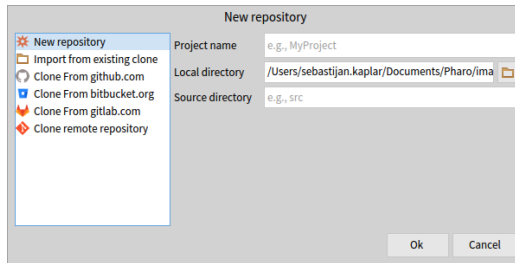 New repository
New repository
Import from existing clone
Clone From github.com
Clone From bitbucket.org
Clone From gitlab.com
Clone remote repository
Project name e.g., MyProject
Local directory /Users/sebastijan.kaplar/Documents/Pharo/ima
Source directory e.g., src
Ok Cancel